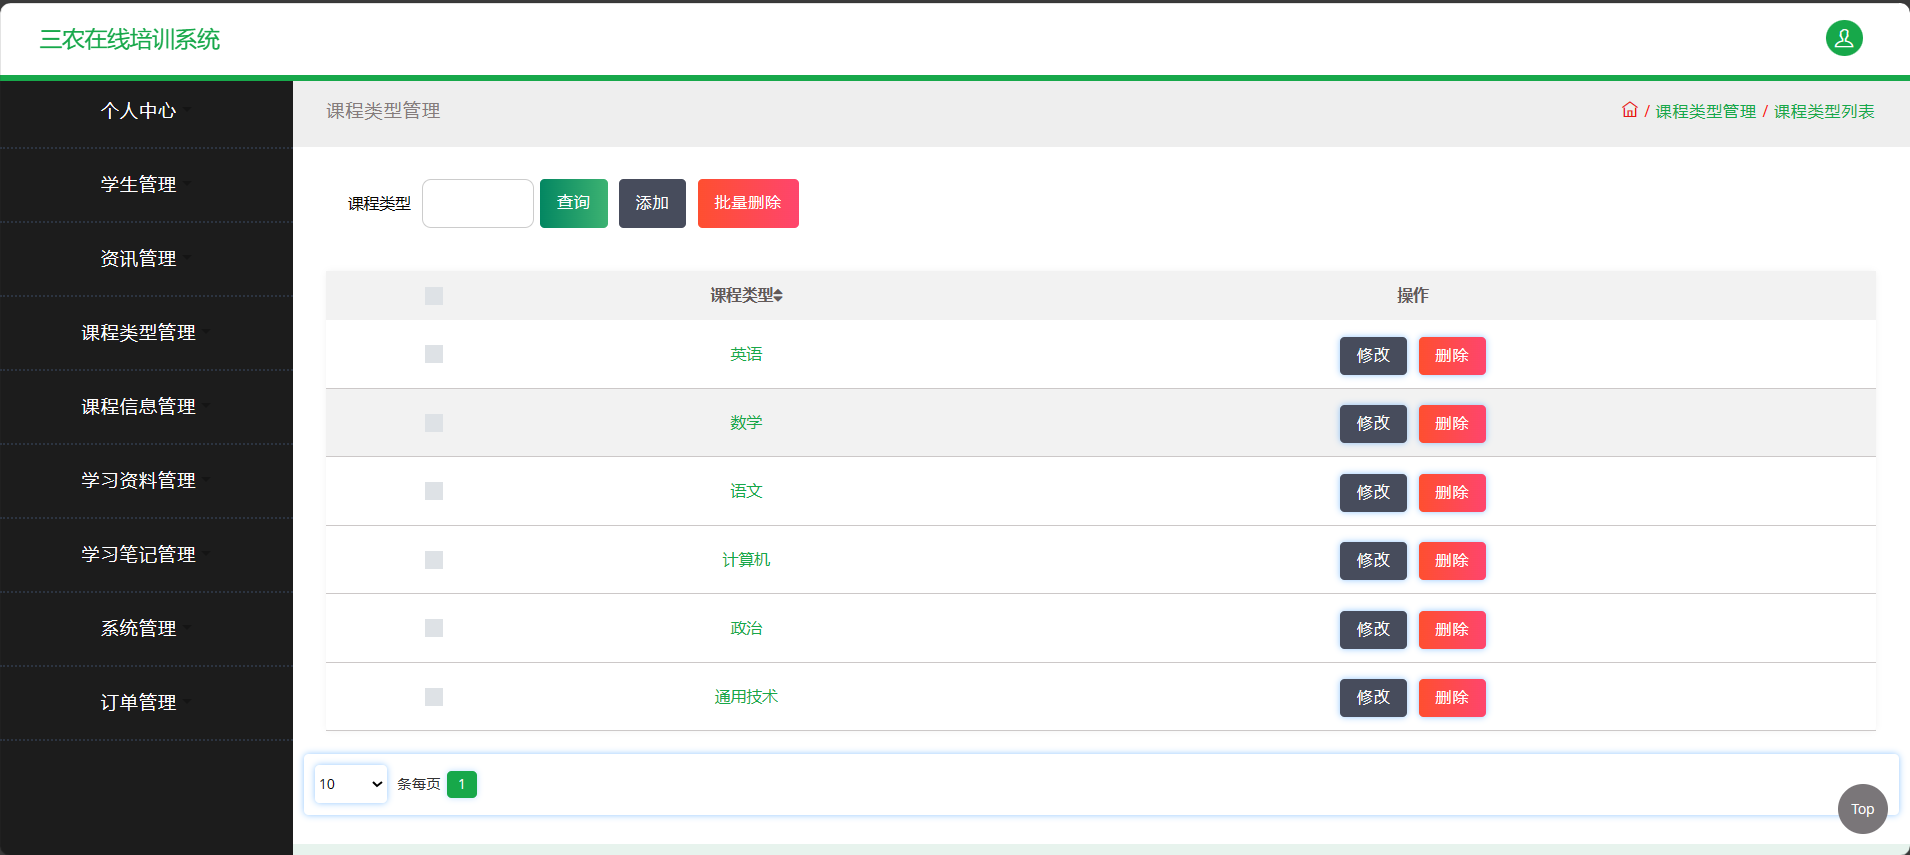 三农在线培训系统
个人中心
学生管理
资讯管理
课程类型管理
课程信息管理
学习资料管理
学习笔记管理
系统管理
订单管理
课程类型管理
/ 课程类型管理 / 课程类型列表
课程类型 查询 添加 批量删除
课程类型 操作
英语 修改 删除
数学 修改 删除
语文 修改 删除
计算机 修改 删除
政治 修改 删除
通用技术 修改 删除
10 条每页 1
Top